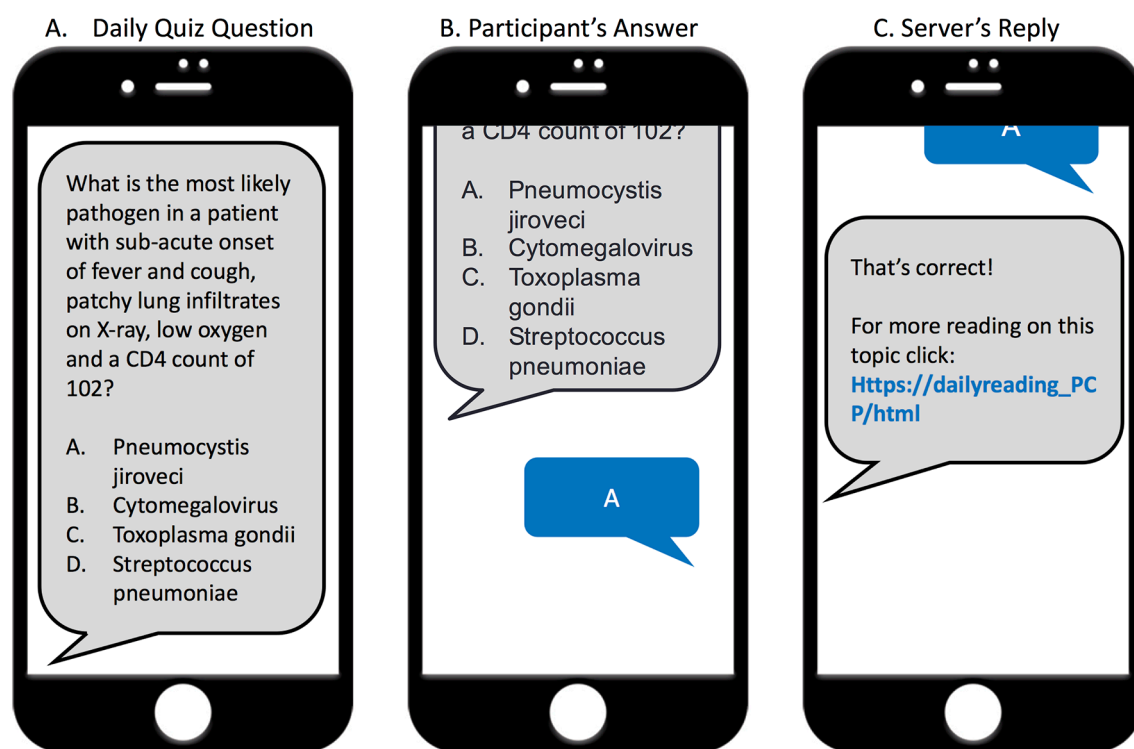 A. Daily Quiz Question
What is the most likely
pathogen in a patient
with sub-acute onset
of fever and cough,
patchy lung infiltrates
on X-ray, low oxygen
and a CD4 count of
102?
A. Pneumocystis
jiroveci
B. Cytomegalovirus
C. Toxoplasma gondii
D. Streptococcus
pneumoniae
B. Participant's Answer
a CD4 count of 102?
A. Pneumocystis
jiroveci
B. Cytomegalovirus
C. Toxoplasma
gondii
D. Streptococcus
pneumoniae
A
C. Server's Reply
A
That's correct!
For more reading on this
topic click:
Https://dailyreading_PC
P/html